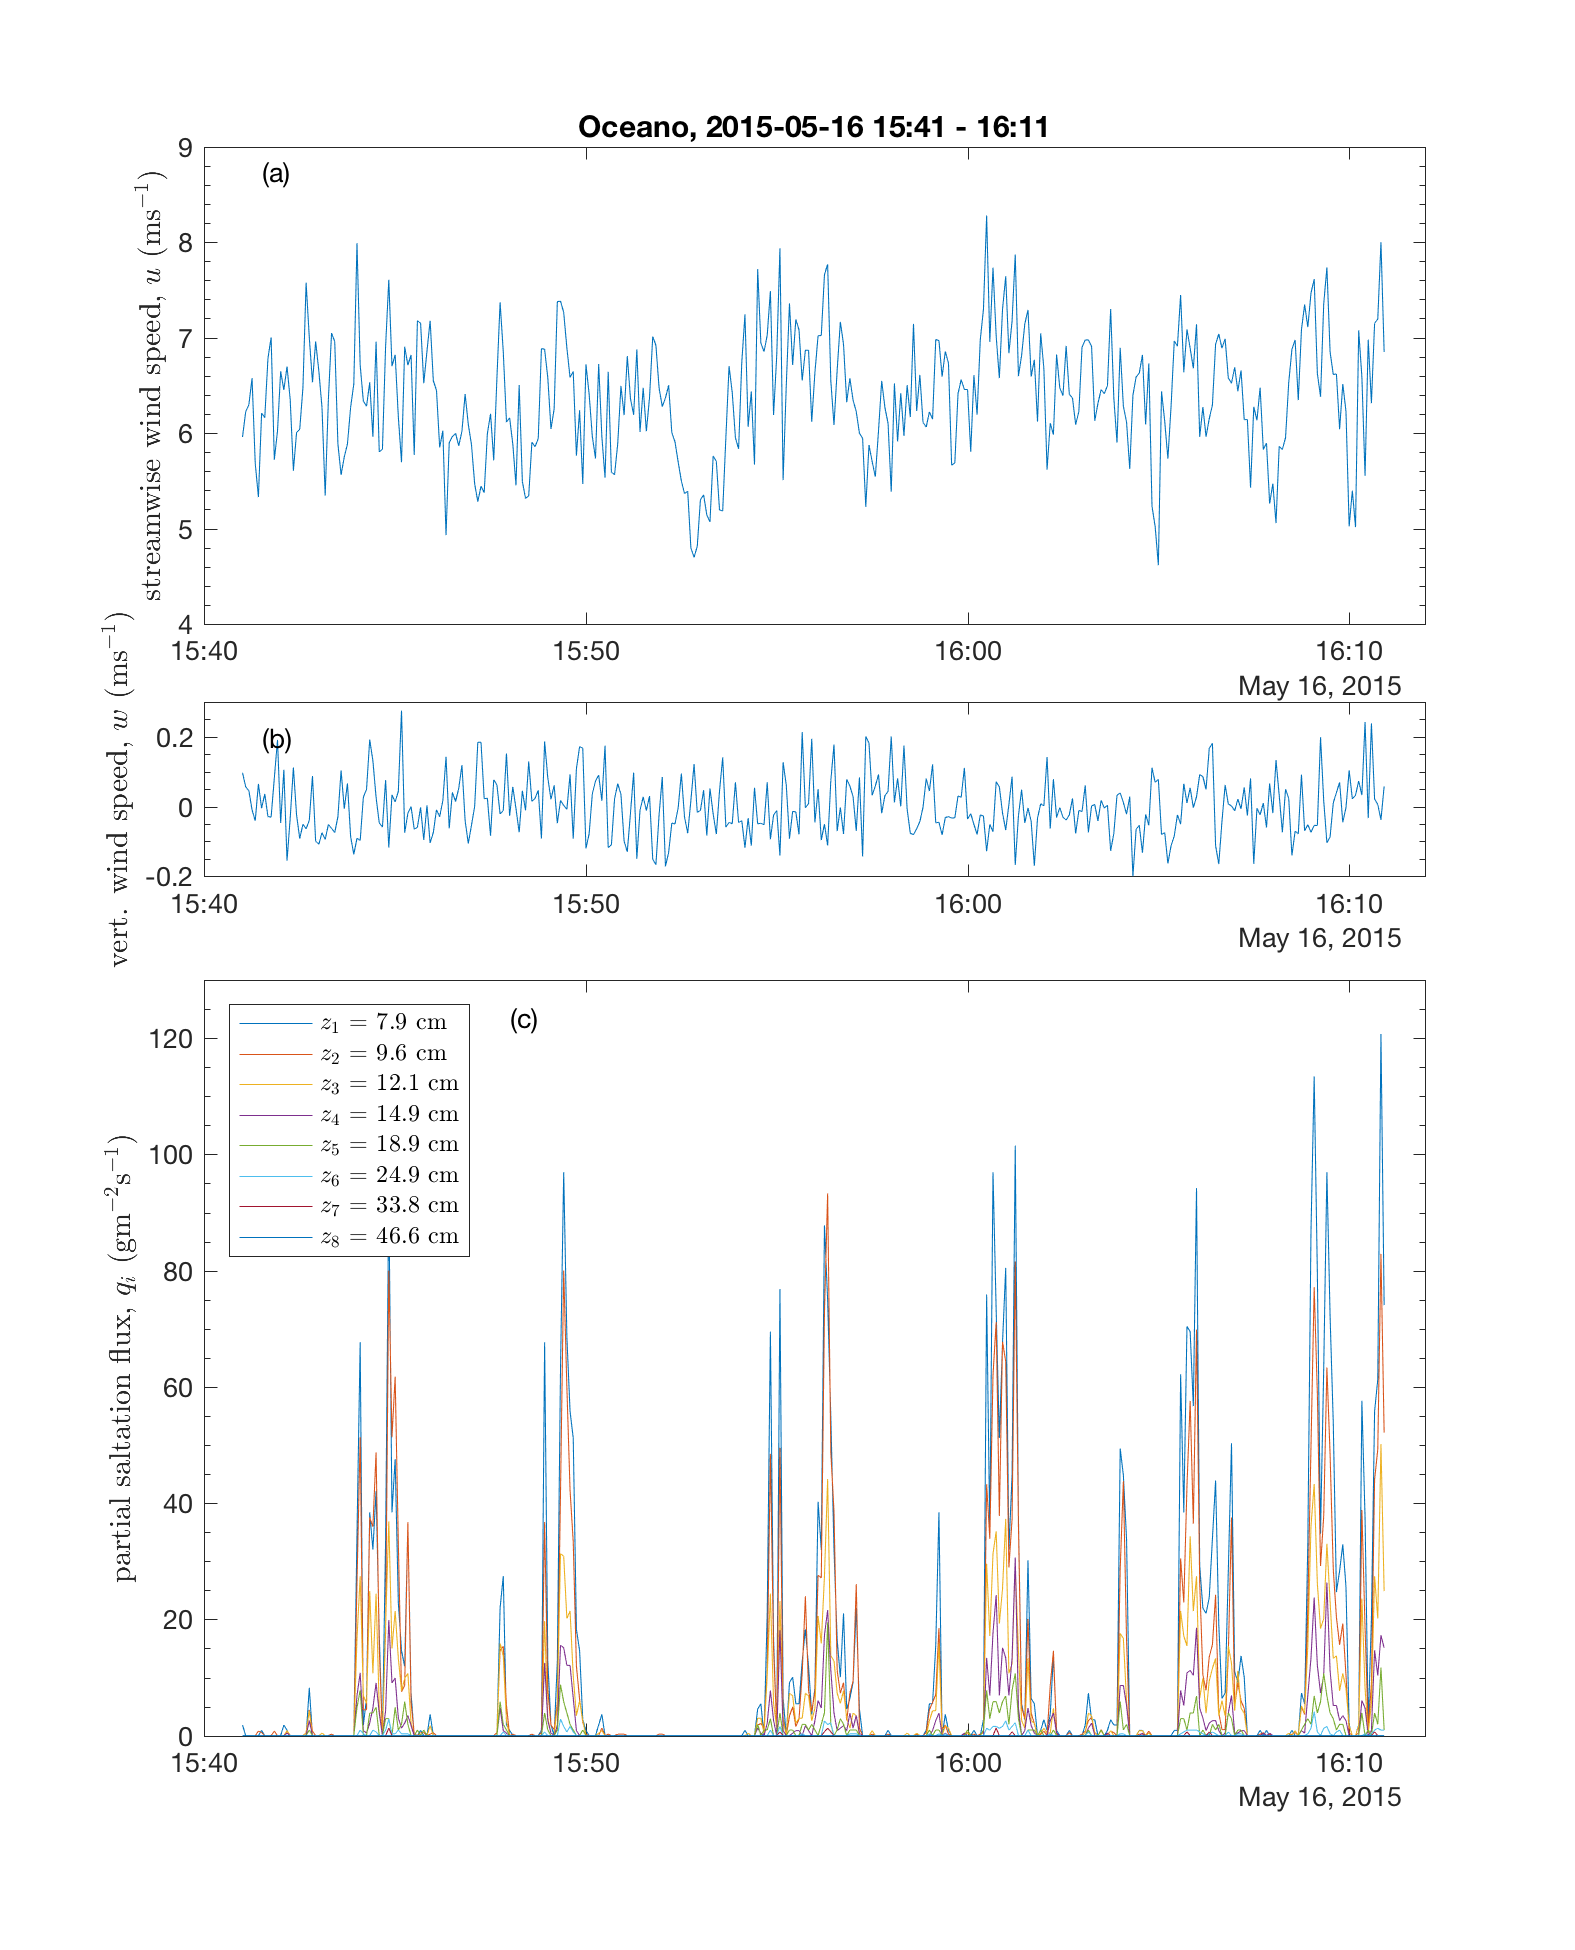 Oceano, 2015-05-16 15:41 - 16:11
(a)
streamwise wind speed, u (ms⁻¹)
9
8
7
6
5
4
15:40 15:50 16:00 16:10
May 16, 2015
(b)
vert. wind speed, w (ms⁻¹)
0.2
0
-0.2
15:40 15:50 16:00 16:10
May 16, 2015
(c)
partial saltation flux, qᵢ (gm⁻²s⁻¹)
z₁ = 7.9 cm
z₂ = 9.6 cm
z₃ = 12.1 cm
z₄ = 14.9 cm
z₅ = 18.9 cm
z₆ = 24.9 cm
z₇ = 33.8 cm
z₈ = 46.6 cm
120
100
80
60
40
20
0
15:40 15:50 16:00 16:10
May 16, 2015